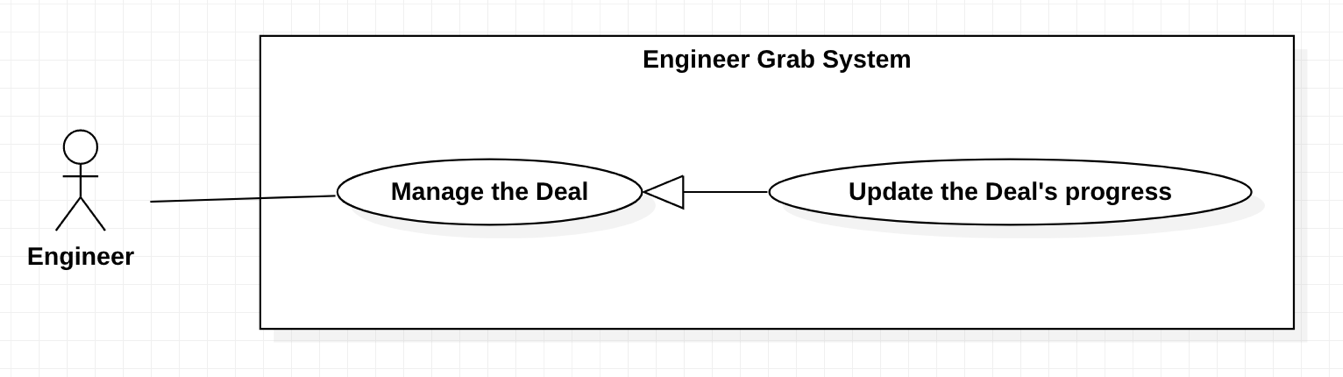 Engineer Grab System
Manage the Deal
Update the Deal's progress
Engineer